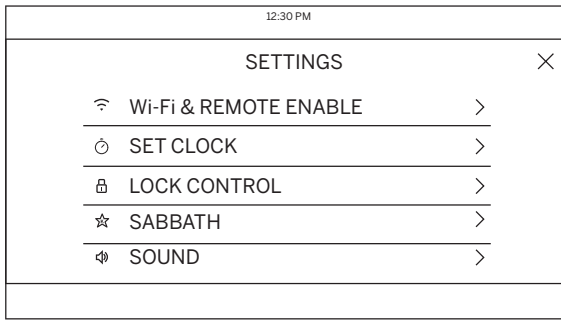 12:30 PM
SETTINGS
Wi-Fi & REMOTE ENABLE
SET CLOCK
LOCK CONTROL
SABBATH
SOUND